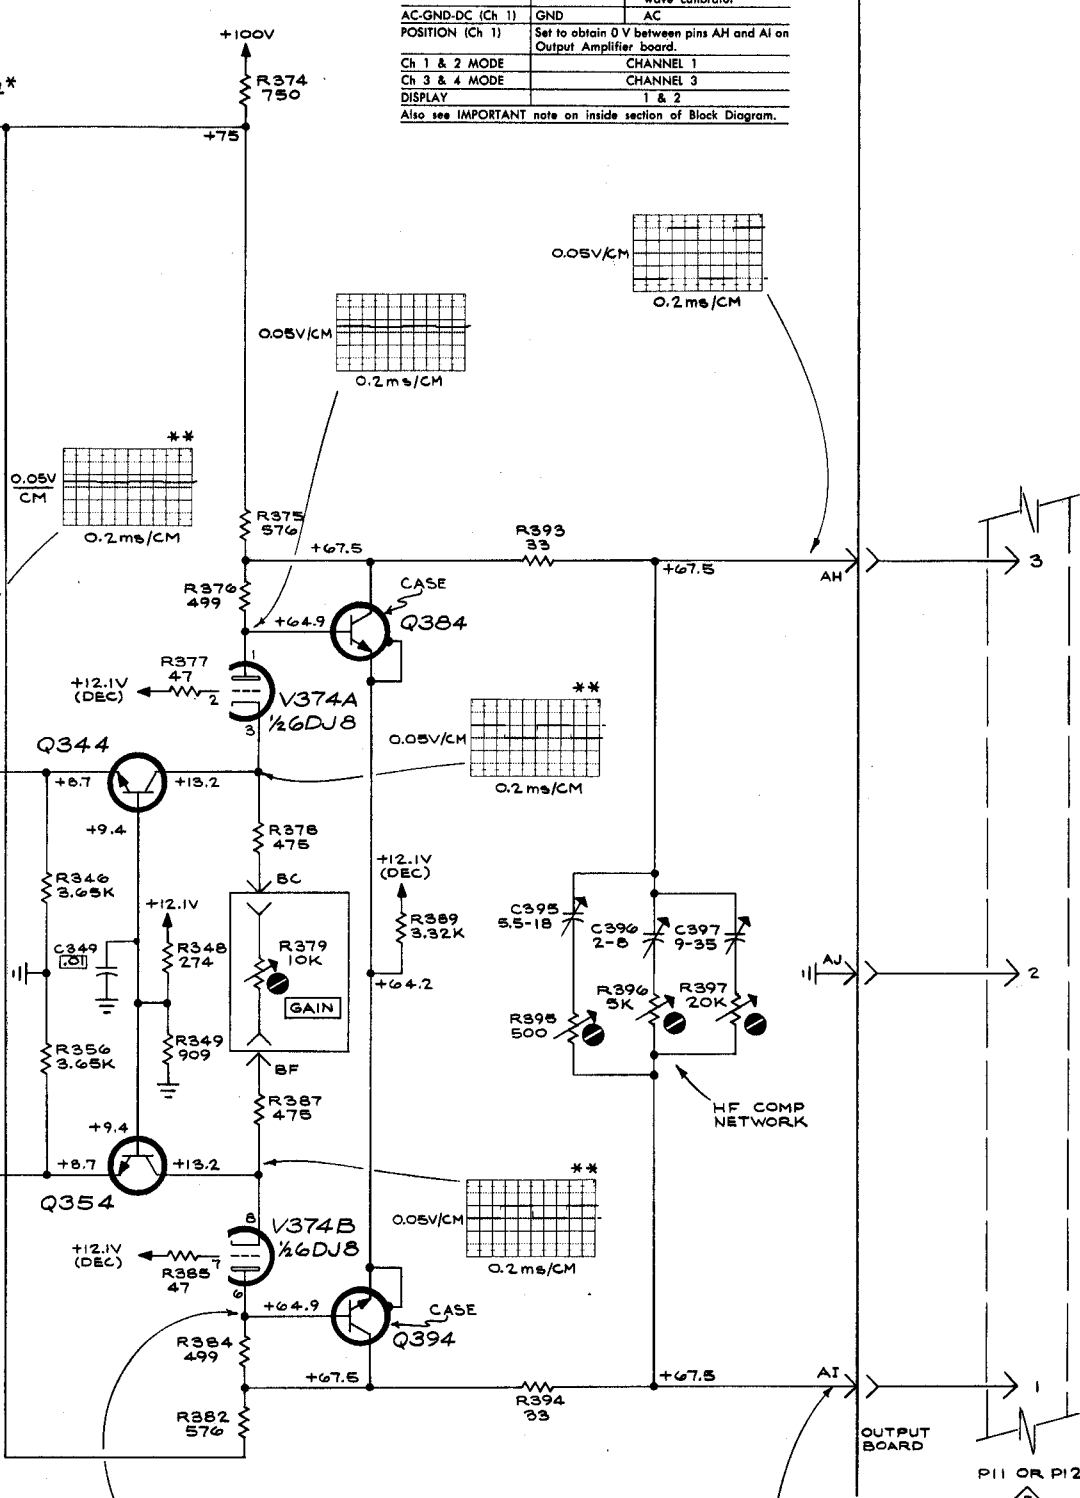 AC-GND-DC (Ch 1) GND AC
POSITION (Ch 1) Set to obtain 0 V between pins AH and AI on
Output Amplifier board.
Ch 1 & 2 MODE CHANNEL 1
Ch 3 & 4 MODE CHANNEL 3
DISPLAY 1 & 2
Also see IMPORTANT note on inside section of Block Diagram.
+100V
R374
750
+75
0.05V/CM
0.2ms/CM
0.05V/CM
0.2ms/CM
**
0.05V
CM
0.2ms/CM
R375
576
+67.5
R393
33
+67.5
AH
3
R376
499
CASE
+64.9
Q384
1
R377
47
+12.1V
(DEC)
2
V374A
½6DJ8
3
**
0.05V/CM
0.2ms/CM
Q344
+8.7
+13.2
+9.4
R378
475
BC
+12.1V
(DEC)
R346
3.65K
+12.1V
C349
.01
R348
274
R379
10K
GAIN
R389
3.32K
+64.2
C395
5.5-18
C396
2-8
C397
9-35
AJ
2
R396
5K
R397
20K
R395
500
R356
3.65K
R349
909
BF
R387
475
HF COMP
NETWORK
+9.4
+8.7
+13.2
Q354
**
0.05V/CM
0.2ms/CM
8
V374B
½6DJ8
+12.1V
(DEC)
7
R385
47
6
+64.9
CASE
Q394
R384
499
+67.5
R394
33
+67.5
AI
1
R382
576
OUTPUT
BOARD
P11 OR P12